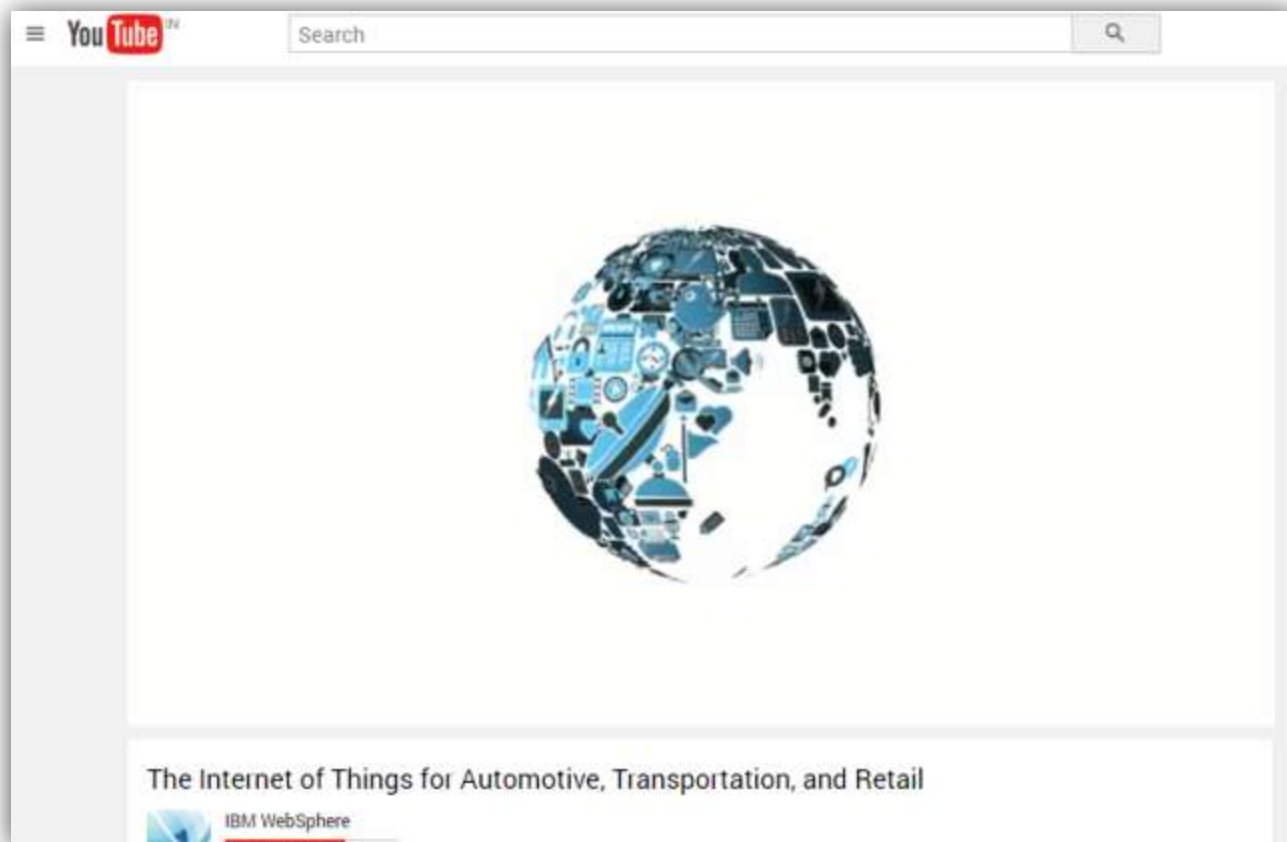 YouTube IN
Search
The Internet of Things for Automotive, Transportation, and Retail
IBM WebSphere